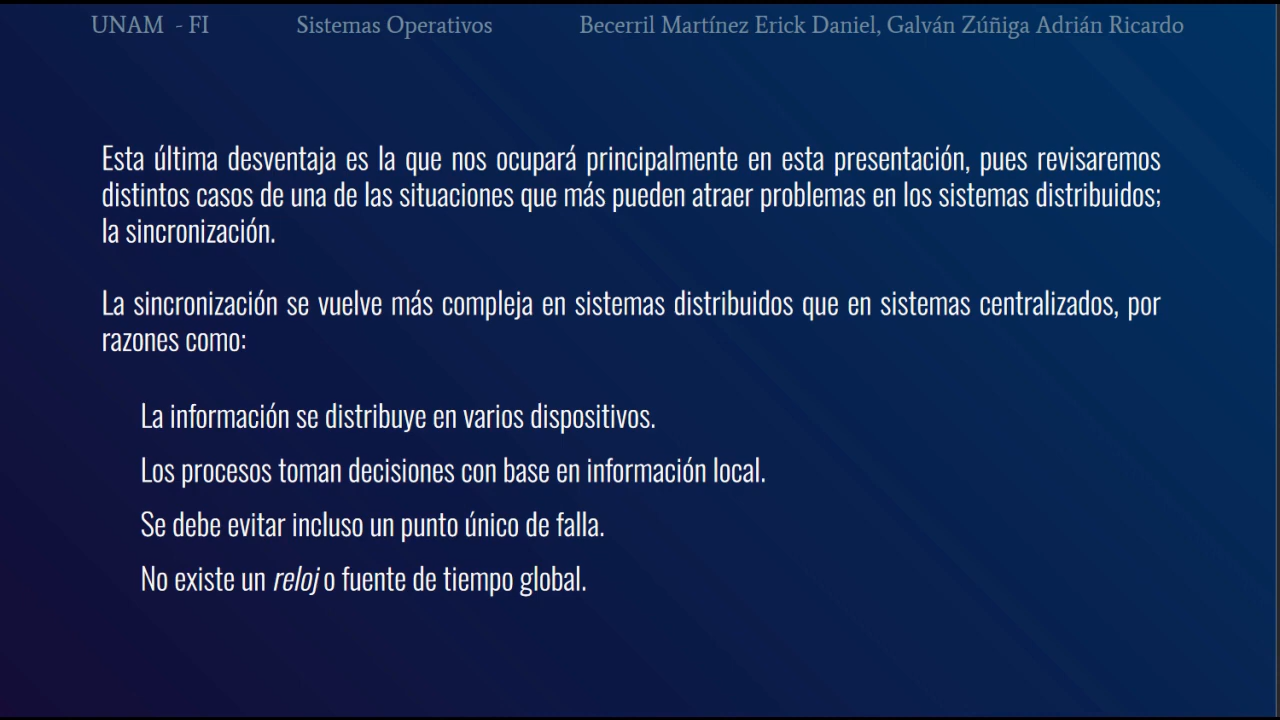 UNAM - FI Sistemas Operativos Becerril Martínez Erick Daniel, Galván Zúñiga Adrián Ricardo
Esta última desventaja es la que nos ocupará principalmente en esta presentación, pues revisaremos
distintos casos de una de las situaciones que más pueden atraer problemas en los sistemas distribuidos;
la sincronización.
La sincronización se vuelve más compleja en sistemas distribuidos que en sistemas centralizados, por
razones como:
La información se distribuye en varios dispositivos.
Los procesos toman decisiones con base en información local.
Se debe evitar incluso un punto único de falla.
No existe un reloj o fuente de tiempo global.